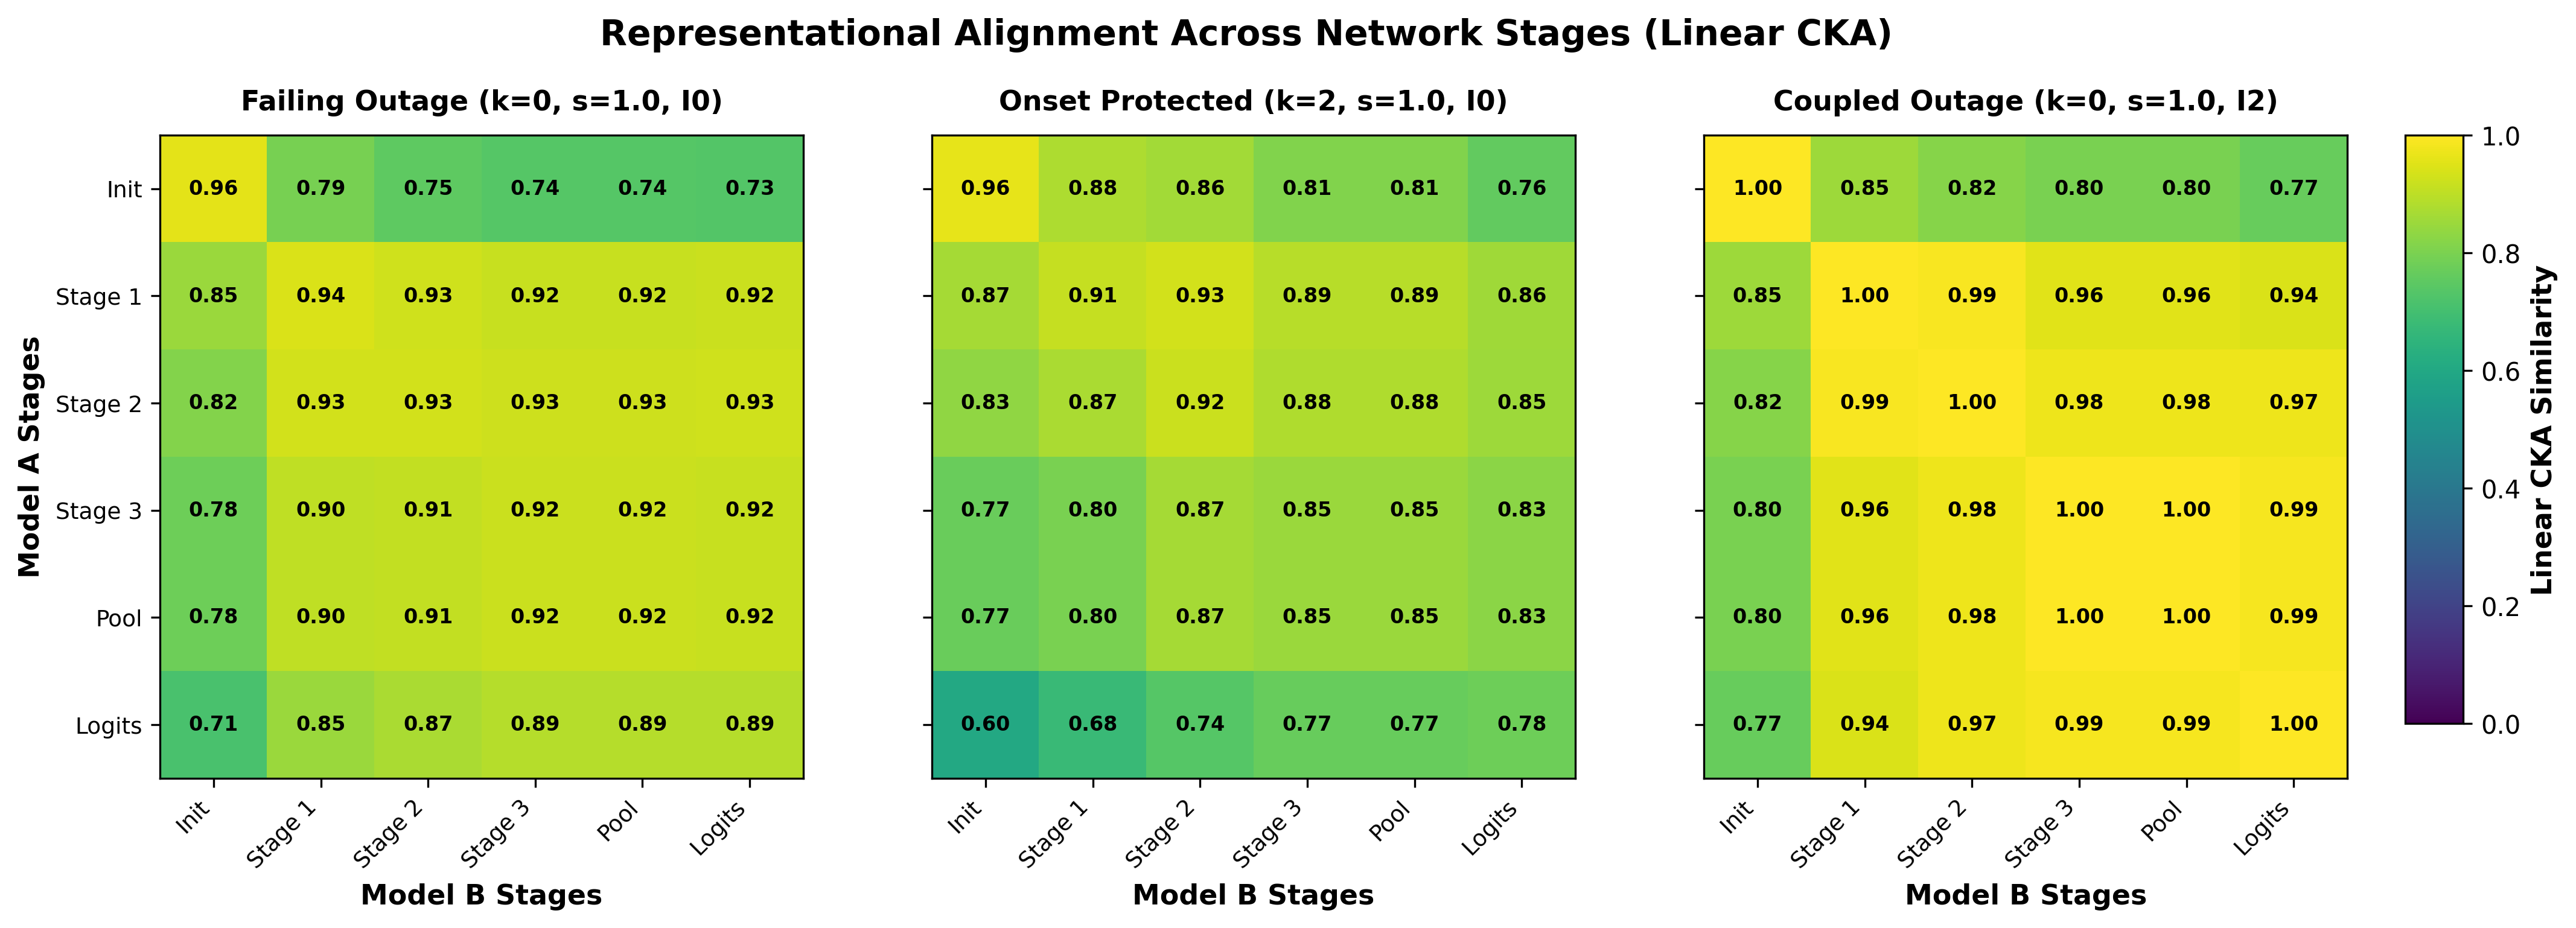 Representational Alignment Across Network Stages (Linear CKA)
Failing Outage (k=0, s=1.0, I0)
Init 0.96 0.79 0.75 0.74 0.74 0.73
Stage 1 0.85 0.94 0.93 0.92 0.92 0.92
Stage 2 0.82 0.93 0.93 0.93 0.93 0.93
Stage 3 0.78 0.90 0.91 0.92 0.92 0.92
Pool 0.78 0.90 0.91 0.92 0.92 0.92
Logits 0.71 0.85 0.87 0.89 0.89 0.89
Model A Stages
Init Stage 1 Stage 2 Stage 3 Pool Logits
Model B Stages
Onset Protected (k=2, s=1.0, I0)
0.96 0.88 0.86 0.81 0.81 0.76
0.87 0.91 0.93 0.89 0.89 0.86
0.83 0.87 0.92 0.88 0.88 0.85
0.77 0.80 0.87 0.85 0.85 0.83
0.77 0.80 0.87 0.85 0.85 0.83
0.60 0.68 0.74 0.77 0.77 0.78
Init Stage 1 Stage 2 Stage 3 Pool Logits
Model B Stages
Coupled Outage (k=0, s=1.0, I2)
1.00 0.85 0.82 0.80 0.80 0.77
0.85 1.00 0.99 0.96 0.96 0.94
0.82 0.99 1.00 0.98 0.98 0.97
0.80 0.96 0.98 1.00 1.00 0.99
0.80 0.96 0.98 1.00 1.00 0.99
0.77 0.94 0.97 0.99 0.99 1.00
Init Stage 1 Stage 2 Stage 3 Pool Logits
Model B Stages
1.0
0.8
0.6
0.4
0.2
0.0
Linear CKA Similarity